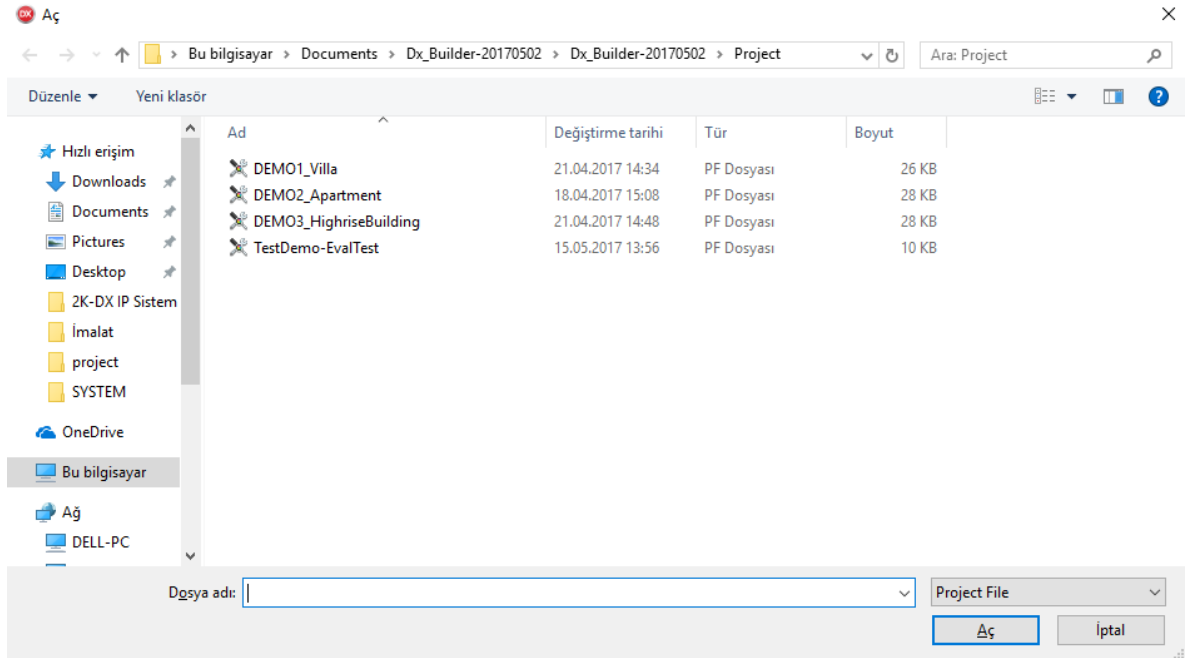 DX Aç
Bu bilgisayar > Documents > Dx_Builder-20170502 > Dx_Builder-20170502 > Project
Ara: Project
Düzenle
Yeni klasör
?
Hızlı erişim
Downloads
Documents
Pictures
Desktop
2K-DX IP Sistem
İmalat
project
SYSTEM
OneDrive
Bu bilgisayar
Ağ
DELL-PC
Ad Değiştirme tarihi Tür Boyut
DEMO1_Villa 21.04.2017 14:34 PF Dosyası 26 KB
DEMO2_Apartment 18.04.2017 15:08 PF Dosyası 28 KB
DEMO3_HighriseBuilding 21.04.2017 14:48 PF Dosyası 28 KB
TestDemo-EvalTest 15.05.2017 13:56 PF Dosyası 10 KB
Dosya adı:
Project File
Aç
İptal